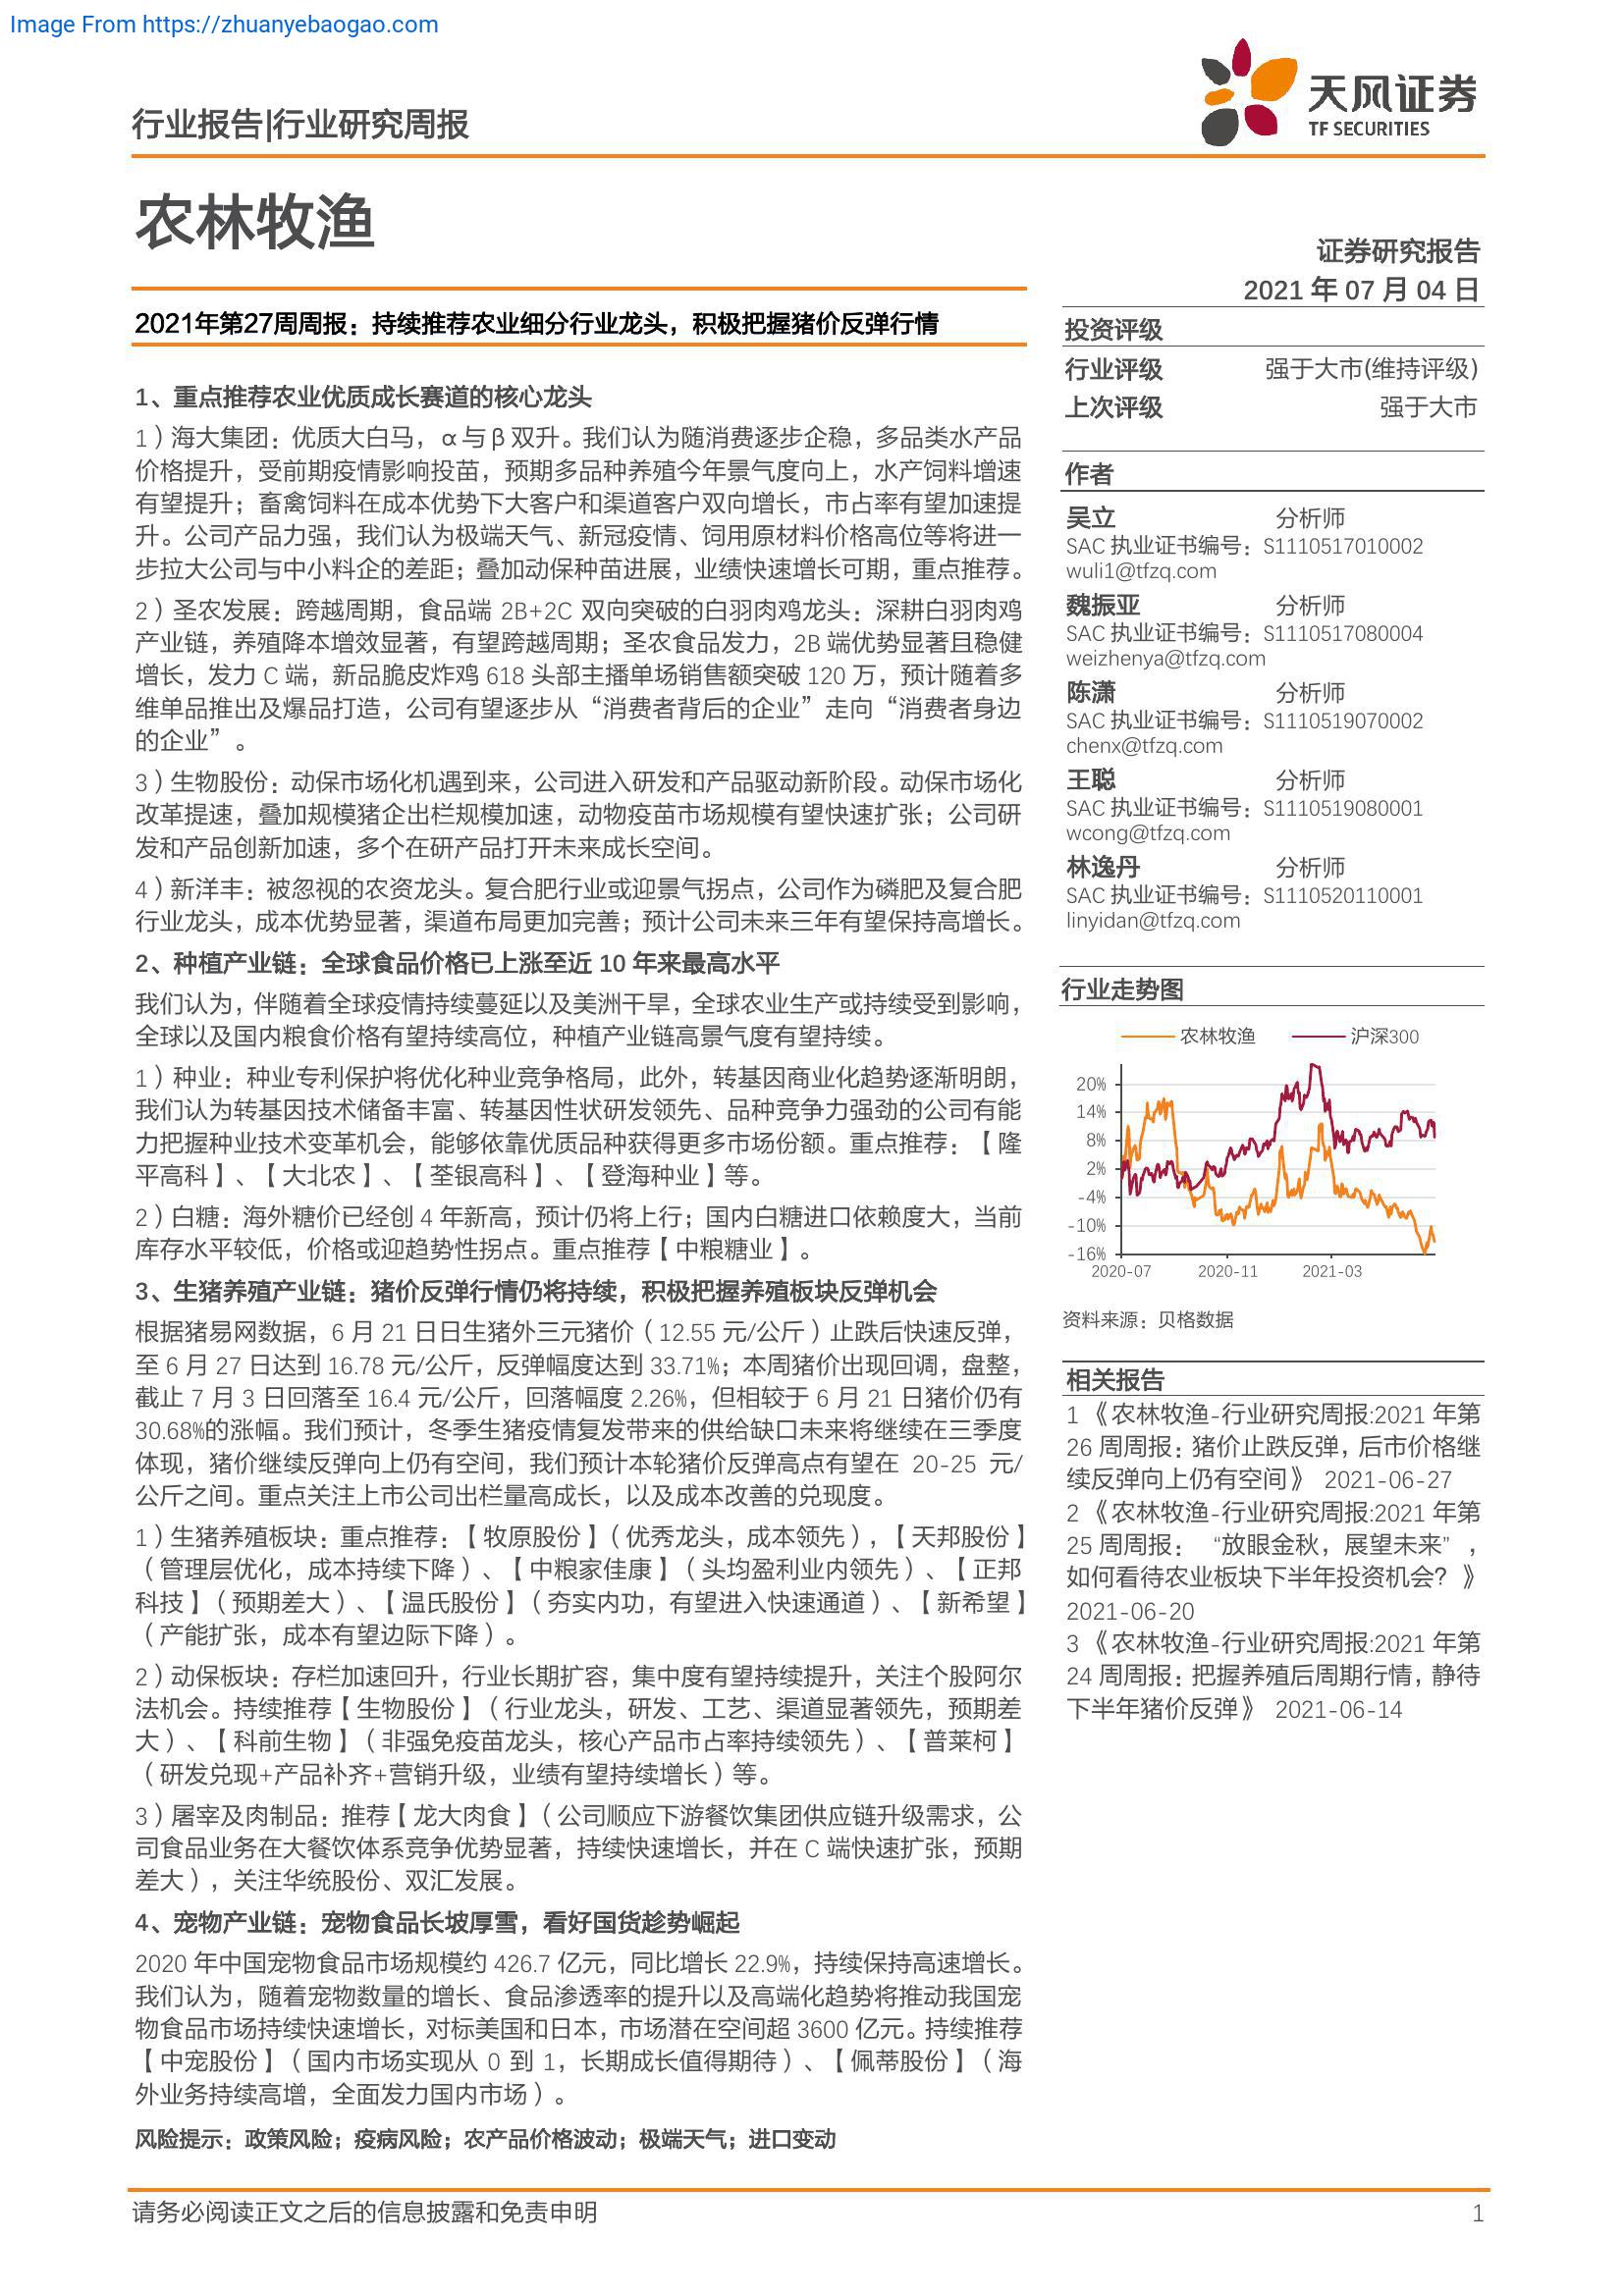 Image From https://zhuanyebaogao.com
行业报告|行业研究周报
天风证券
TF SECURITIES
农林牧渔
证券研究报告
2021 年 07 月 04 日
2021年第27周周报：持续推荐农业细分行业龙头，积极把握猪价反弹行情
1、重点推荐农业优质成长赛道的核心龙头
1）海大集团：优质大白马，α与β双升。我们认为随消费逐步企稳，多品类水产品
价格提升，受前期疫情影响投苗，预期多品种养殖今年景气度向上，水产饲料增速
有望提升；畜禽饲料在成本优势下大客户和渠道客户双向增长，市占率有望加速提
升。公司产品力强，我们认为极端天气、新冠疫情、饲用原材料价格高位等将进一
步拉大公司与中小料企的差距；叠加动保种苗进展，业绩快速增长可期，重点推荐。
2）圣农发展：跨越周期，食品端 2B+2C 双向突破的白羽肉鸡龙头：深耕白羽肉鸡
产业链，养殖降本增效显著，有望跨越周期；圣农食品发力，2B 端优势显著且稳健
增长，发力 C 端，新品脆皮炸鸡 618 头部主播单场销售额突破 120 万，预计随着多
维单品推出及爆品打造，公司有望逐步从“消费者背后的企业”走向“消费者身边
的企业”。
3）生物股份：动保市场化机遇到来，公司进入研发和产品驱动新阶段。动保市场化
改革提速，叠加规模猪企出栏规模加速，动物疫苗市场规模有望快速扩张；公司研
发和产品创新加速，多个在研产品打开未来成长空间。
4）新洋丰：被忽视的农资龙头。复合肥行业或迎景气拐点，公司作为磷肥及复合肥
行业龙头，成本优势显著，渠道布局更加完善；预计公司未来三年有望保持高增长。
2、种植产业链：全球食品价格已上涨至近 10 年来最高水平
我们认为，伴随着全球疫情持续蔓延以及美洲干旱，全球农业生产或持续受到影响，
全球以及国内粮食价格有望持续高位，种植产业链高景气度有望持续。
1）种业：种业专利保护将优化种业竞争格局，此外，转基因商业化趋势逐渐明朗，
我们认为转基因技术储备丰富、转基因性状研发领先、品种竞争力强劲的公司有能
力把握种业技术变革机会，能够依靠优质品种获得更多市场份额。重点推荐：【隆
平高科】、【大北农】、【荃银高科】、【登海种业】等。
2）白糖：海外糖价已经创 4 年新高，预计仍将上行；国内白糖进口依赖度大，当前
库存水平较低，价格或迎趋势性拐点。重点推荐【中粮糖业】。
3、生猪养殖产业链：猪价反弹行情仍将持续，积极把握养殖板块反弹机会
根据猪易网数据，6 月 21 日日生猪外三元猪价（12.55 元/公斤）止跌后快速反弹，
至 6 月 27 日达到 16.78 元/公斤，反弹幅度达到 33.71%；本周猪价出现回调，盘整，
截止 7 月 3 日回落至 16.4 元/公斤，回落幅度 2.26%，但相较于 6 月 21 日猪价仍有
30.68%的涨幅。我们预计，冬季生猪疫情复发带来的供给缺口未来将继续在三季度
体现，猪价继续反弹向上仍有空间，我们预计本轮猪价反弹高点有望在 20-25 元/
公斤之间。重点关注上市公司出栏量高成长，以及成本改善的兑现度。
1）生猪养殖板块：重点推荐：【牧原股份】（优秀龙头，成本领先），【天邦股份】
（管理层优化，成本持续下降）、【中粮家佳康】（头均盈利业内领先）、【正邦
科技】（预期差大）、【温氏股份】（夯实内功，有望进入快速通道）、【新希望】
（产能扩张，成本有望边际下降）。
2）动保板块：存栏加速回升，行业长期扩容，集中度有望持续提升，关注个股阿尔
法机会。持续推荐【生物股份】（行业龙头，研发、工艺、渠道显著领先，预期差
大）、【科前生物】（非强免疫苗龙头，核心产品市占率持续领先）、【普莱柯】
（研发兑现+产品补齐+营销升级，业绩有望持续增长）等。
3）屠宰及肉制品：推荐【龙大肉食】（公司顺应下游餐饮集团供应链升级需求，公
司食品业务在大餐饮体系竞争优势显著，持续快速增长，并在 C 端快速扩张，预期
差大），关注华统股份、双汇发展。
4、宠物产业链：宠物食品长坡厚雪，看好国货趁势崛起
2020 年中国宠物食品市场规模约 426.7 亿元，同比增长 22.9%，持续保持高速增长。
我们认为，随着宠物数量的增长、食品渗透率的提升以及高端化趋势将推动我国宠
物食品市场持续快速增长，对标美国和日本，市场潜在空间超 3600 亿元。持续推荐
【中宠股份】（国内市场实现从 0 到 1，长期成长值得期待）、【佩蒂股份】（海
外业务持续高增，全面发力国内市场）。
风险提示：政策风险；疫病风险；农产品价格波动；极端天气；进口变动
投资评级
行业评级 强于大市(维持评级)
上次评级 强于大市
作者
吴立 分析师
SAC 执业证书编号：S1110517010002
wuli1@tfzq.com
魏振亚 分析师
SAC 执业证书编号：S1110517080004
weizhenya@tfzq.com
陈潇 分析师
SAC 执业证书编号：S1110519070002
chenx@tfzq.com
王聪 分析师
SAC 执业证书编号：S1110519080001
wcong@tfzq.com
林逸丹 分析师
SAC 执业证书编号：S1110520110001
linyidan@tfzq.com
行业走势图
农林牧渔 沪深300
20%
14%
8%
2%
-4%
-10%
-16%
2020-07 2020-11 2021-03
资料来源：贝格数据
相关报告
1 《农林牧渔-行业研究周报:2021 年第
26 周周报：猪价止跌反弹，后市价格继
续反弹向上仍有空间》 2021-06-27
2 《农林牧渔-行业研究周报:2021 年第
25 周周报： “放眼金秋，展望未来”，
如何看待农业板块下半年投资机会？》
2021-06-20
3 《农林牧渔-行业研究周报:2021 年第
24 周周报：把握养殖后周期行情，静待
下半年猪价反弹》 2021-06-14
请务必阅读正文之后的信息披露和免责申明 1